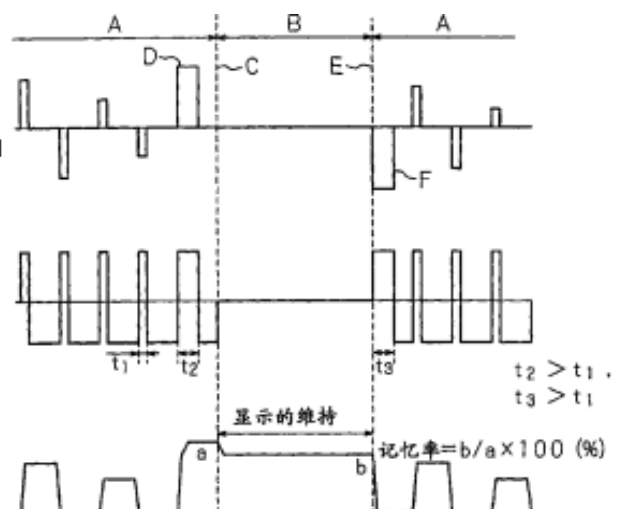 A B A
D C E
F
t1 t2 t3
t2 > t1 .
t3 > t1
显示的维持
a b 记忆率=b/a×100 (%)